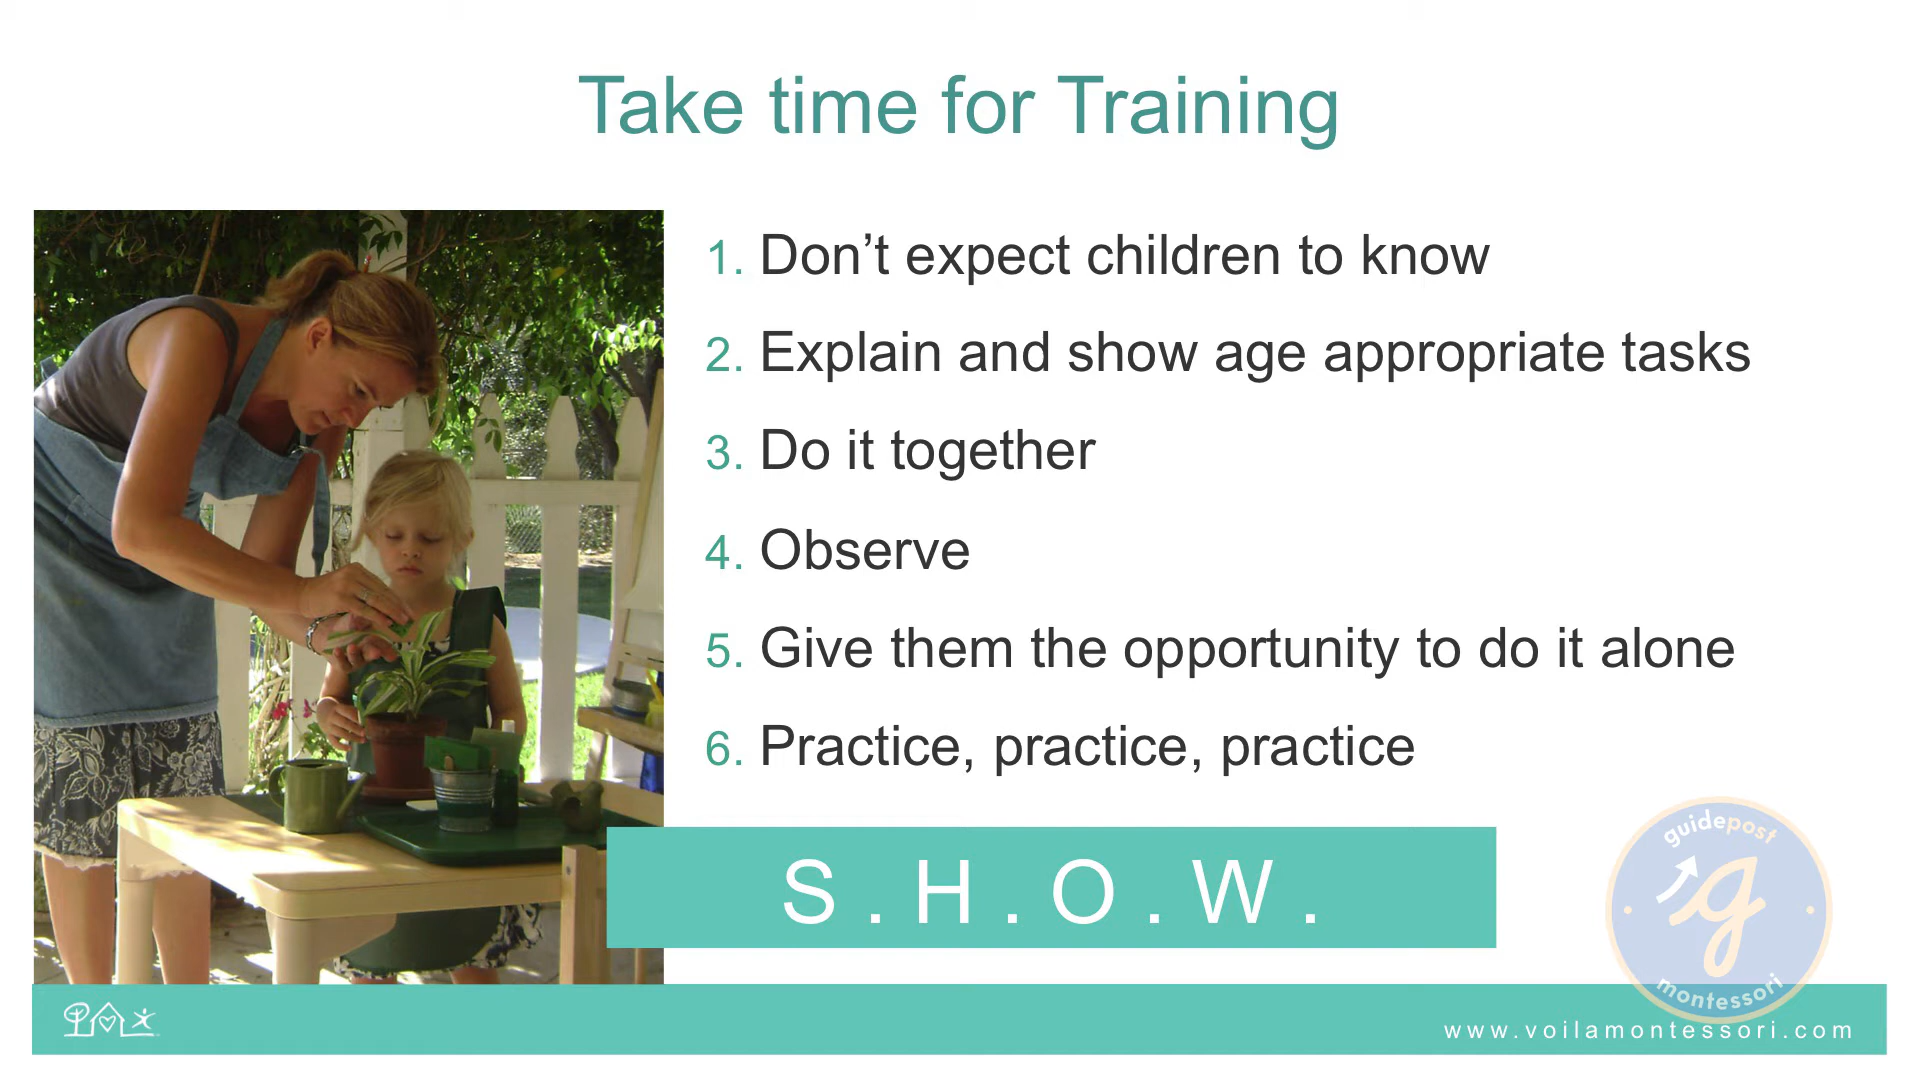 Take time for Training
1. Don’t expect children to know
2. Explain and show age appropriate tasks
3. Do it together
4. Observe
5. Give them the opportunity to do it alone
6. Practice, practice, practice
S.H.O.W.
guidepost
g
montessori
www.voilamontessori.com